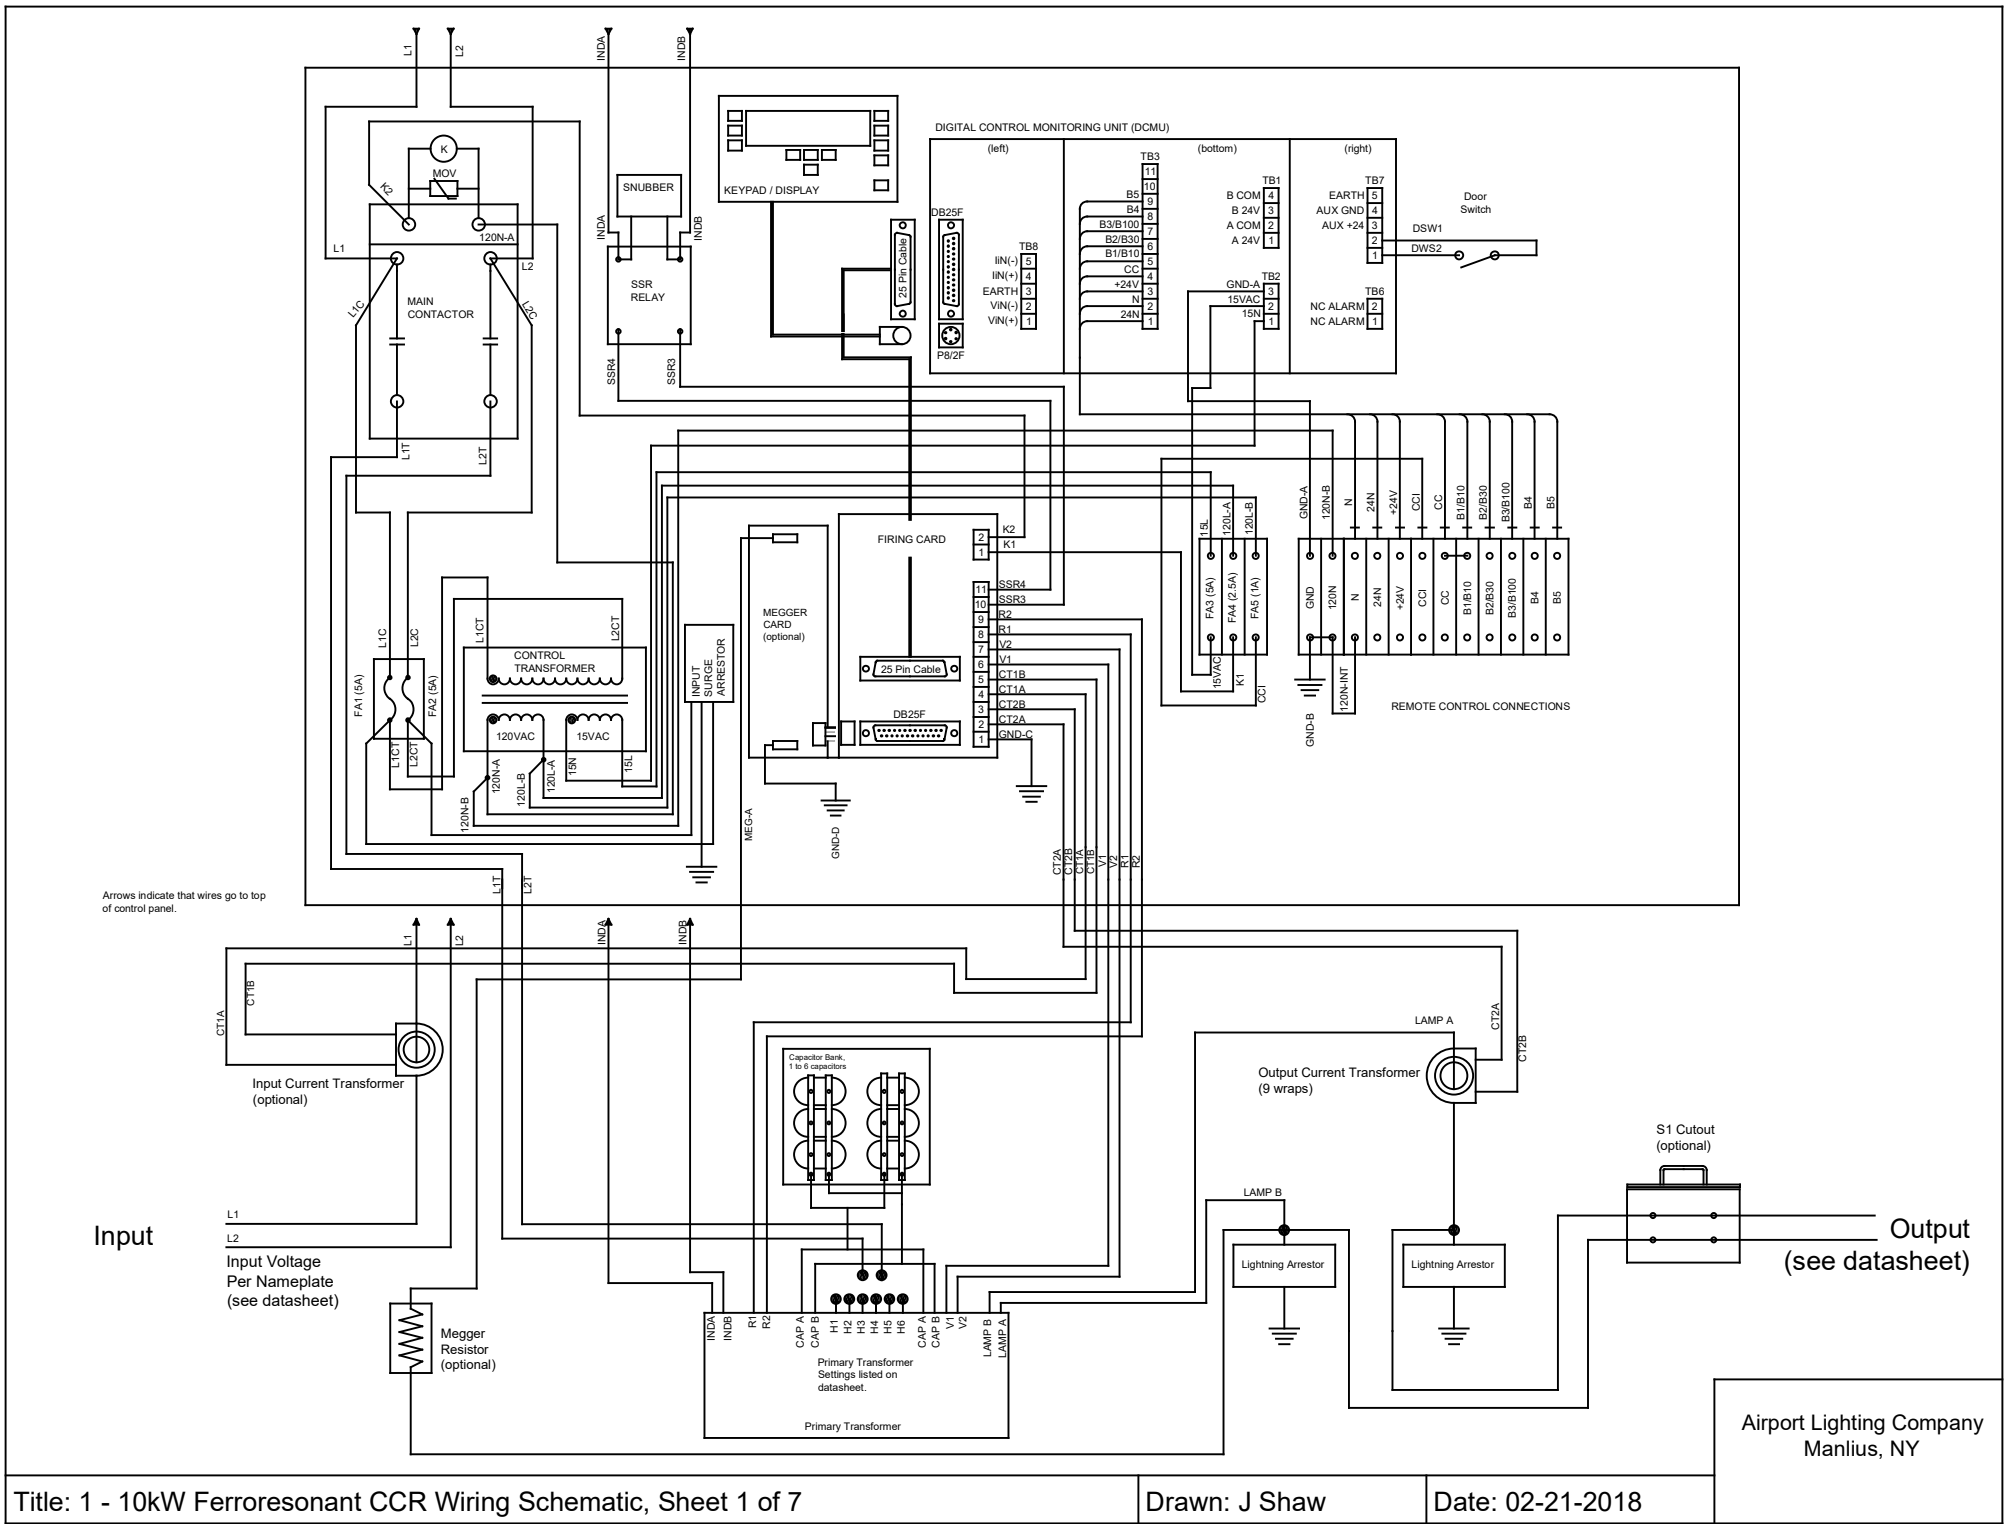 L1
L2
INDA
INDB
K
MOV
K2
120N-A
L1
L2
L1C
L2C
MAIN
CONTACTOR
L1T
L2T
SNUBBER
INDA
INDB
SSR
RELAY
SSR4
SSR3
KEYPAD / DISPLAY
25 Pin Cable
DIGITAL CONTROL MONITORING UNIT (DCMU)
(left)
(bottom)
(right)
DB25F
P8/2F
TB8
IiN(-) 5
IiN(+) 4
EARTH 3
ViN(-) 2
ViN(+) 1
TB3
11
10
B5 9
B4 8
B3/B100 7
B2/B30 6
B1/B10 5
CC 4
+24V 3
N 2
24N 1
TB1
B COM 4
B 24V 3
A COM 2
A 24V 1
TB2
GND-A 3
15VAC 2
15N 1
TB7
EARTH 5
AUX GND 4
AUX +24 3
2
1
TB6
NC ALARM 2
NC ALARM 1
Door
Switch
DSW1
DWS2
L1C
L2C
FA1 (5A)
FA2 (5A)
L1CT
L2CT
L1CT
L2CT
CONTROL
TRANSFORMER
120VAC
15VAC
120N-B
120N-A
120L-B
120L-A
15N
15L
INPUT
SURGE
ARRESTOR
MEGGER
CARD
(optional)
MEG-A
GND-D
FIRING CARD
25 Pin Cable
DB25F
2 K2
1 K1
11 SSR4
10 SSR3
9 R2
8 R1
7 V2
6 V1
5 CT1B
4 CT1A
3 CT2B
2 CT2A
1 GND-C
15L
120L-A
120L-B
FA3 (5A)
FA4 (2.5A)
FA5 (1A)
15VAC
K1
CCI
GND-A
120N-B
N
24N
+24V
CCI
CC
B1/B10
B2/B30
B3/B100
B4
B5
GND
120N
N
24N
+24V
CCI
CC
B1/B10
B2/B30
B3/B100
B4
B5
GND-B
120N-INT
REMOTE CONTROL CONNECTIONS
CT2A
CT2B
CT1A
CT1B
V1
V2
R1
R2
L1T
L2T
Arrows indicate that wires go to top
of control panel.
L1
L2
INDA
INDB
CT1A
CT1B
Input Current Transformer
(optional)
Capacitor Bank,
1 to 6 capacitors
LAMP A
CT2A
CT2B
Output Current Transformer
(9 wraps)
S1 Cutout
(optional)
LAMP B
Lightning Arrestor
Lightning Arrestor
Output
(see datasheet)
Input
L1
L2
Input Voltage
Per Nameplate
(see datasheet)
Megger
Resistor
(optional)
INDA
INDB
R1
R2
CAP A
CAP B
H1
H2
H3
H4
H5
H6
CAP A
CAP B
V1
V2
LAMP B
LAMP A
Primary Transformer
Settings listed on
datasheet.
Primary Transformer
Airport Lighting Company
Manlius, NY
Title: 1 - 10kW Ferroresonant CCR Wiring Schematic, Sheet 1 of 7
Drawn: J Shaw
Date: 02-21-2018